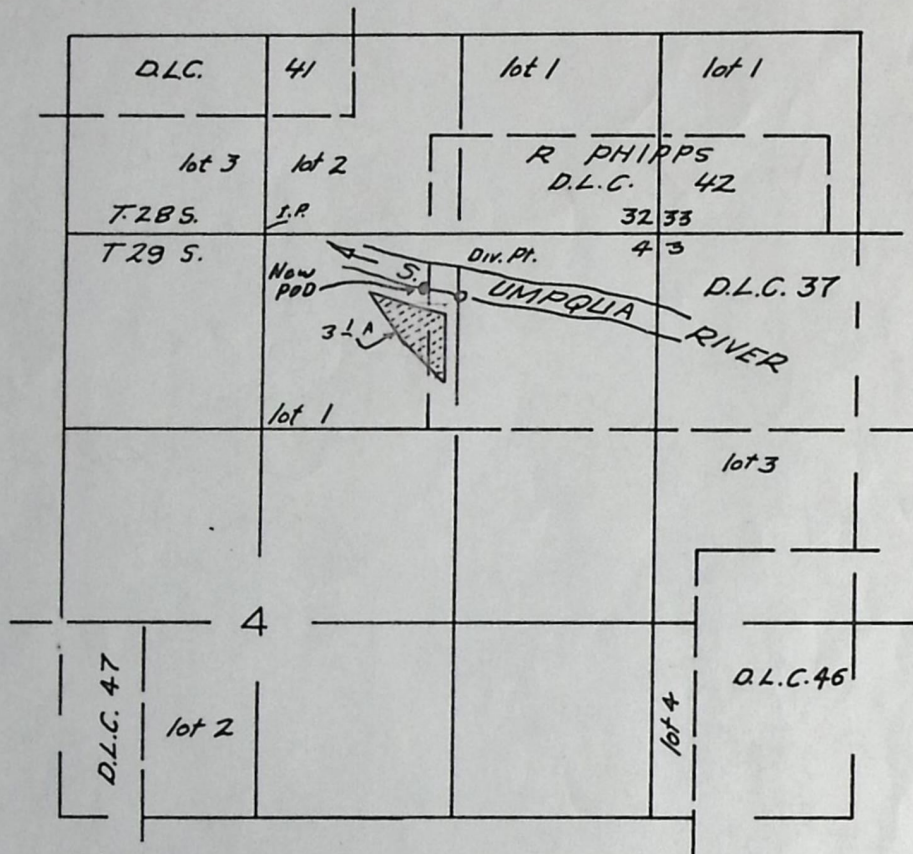 D.L.C. 41 lot 1 lot 1
lot 3 lot 2 R PHIPPS
D.L.C. 42
T. 28 S. I.P. 32 33
T 29 S. Div. Pt. 4 3
New POD S. UMPQUA RIVER D.L.C. 37
A
lot 1
lot 3
4
D.L.C. 47 lot 2 lot 4 D.L.C. 46